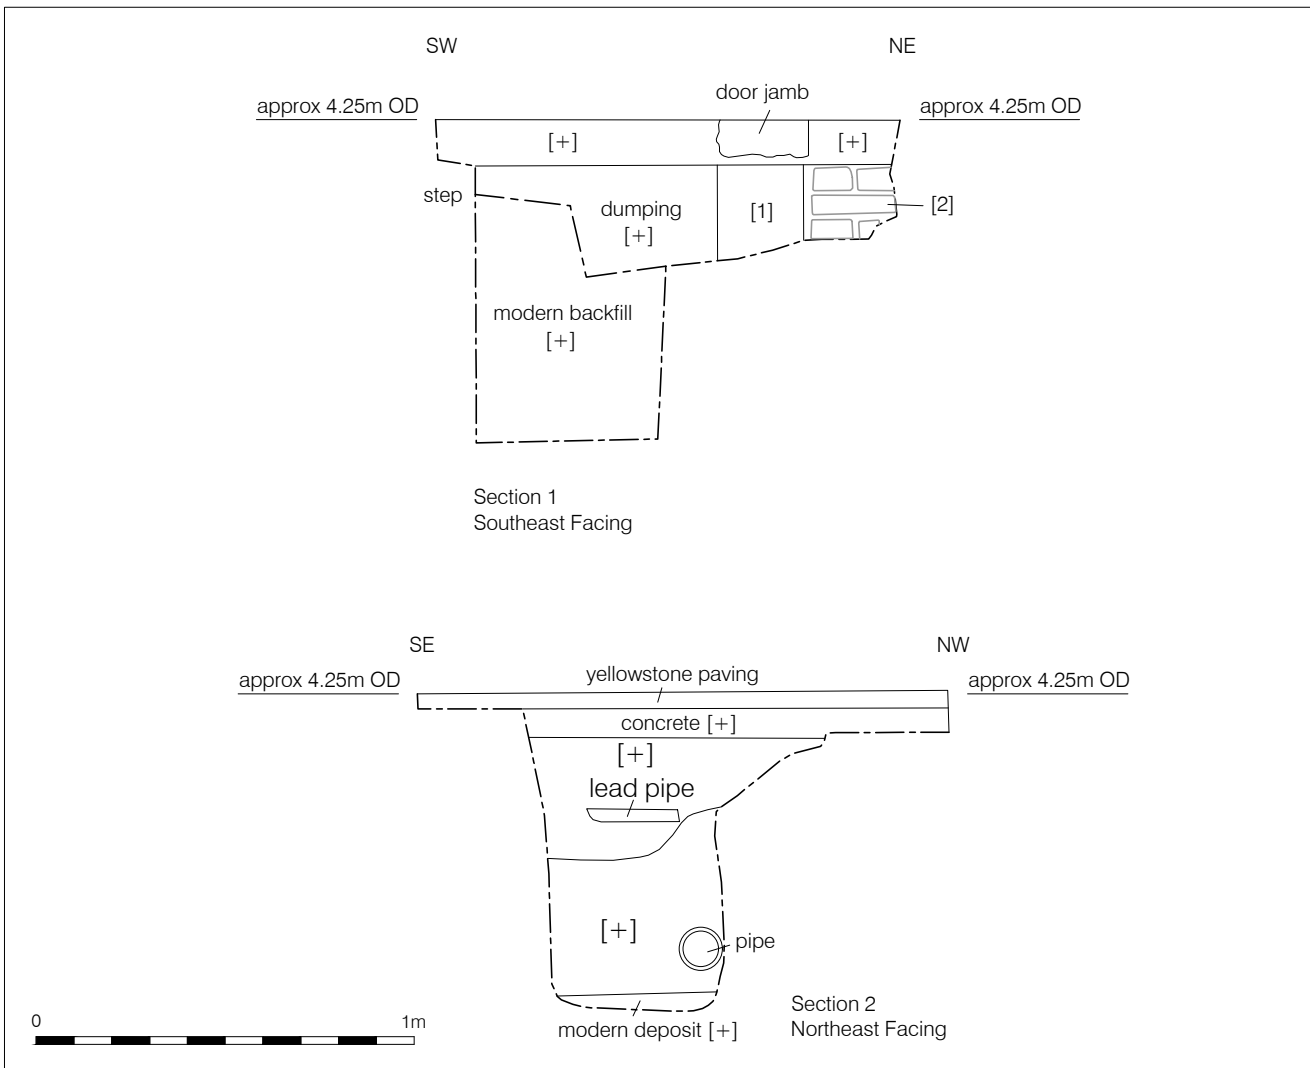 SW
NE
approx 4.25m OD
door jamb
approx 4.25m OD
[+]
[+]
step
dumping
[+]
[1]
[2]
modern backfill
[+]
Section 1
Southeast Facing
SE
NW
approx 4.25m OD
yellowstone paving
approx 4.25m OD
concrete [+]
[+]
lead pipe
[+]
pipe
modern deposit [+]
Section 2
Northeast Facing
0
1m